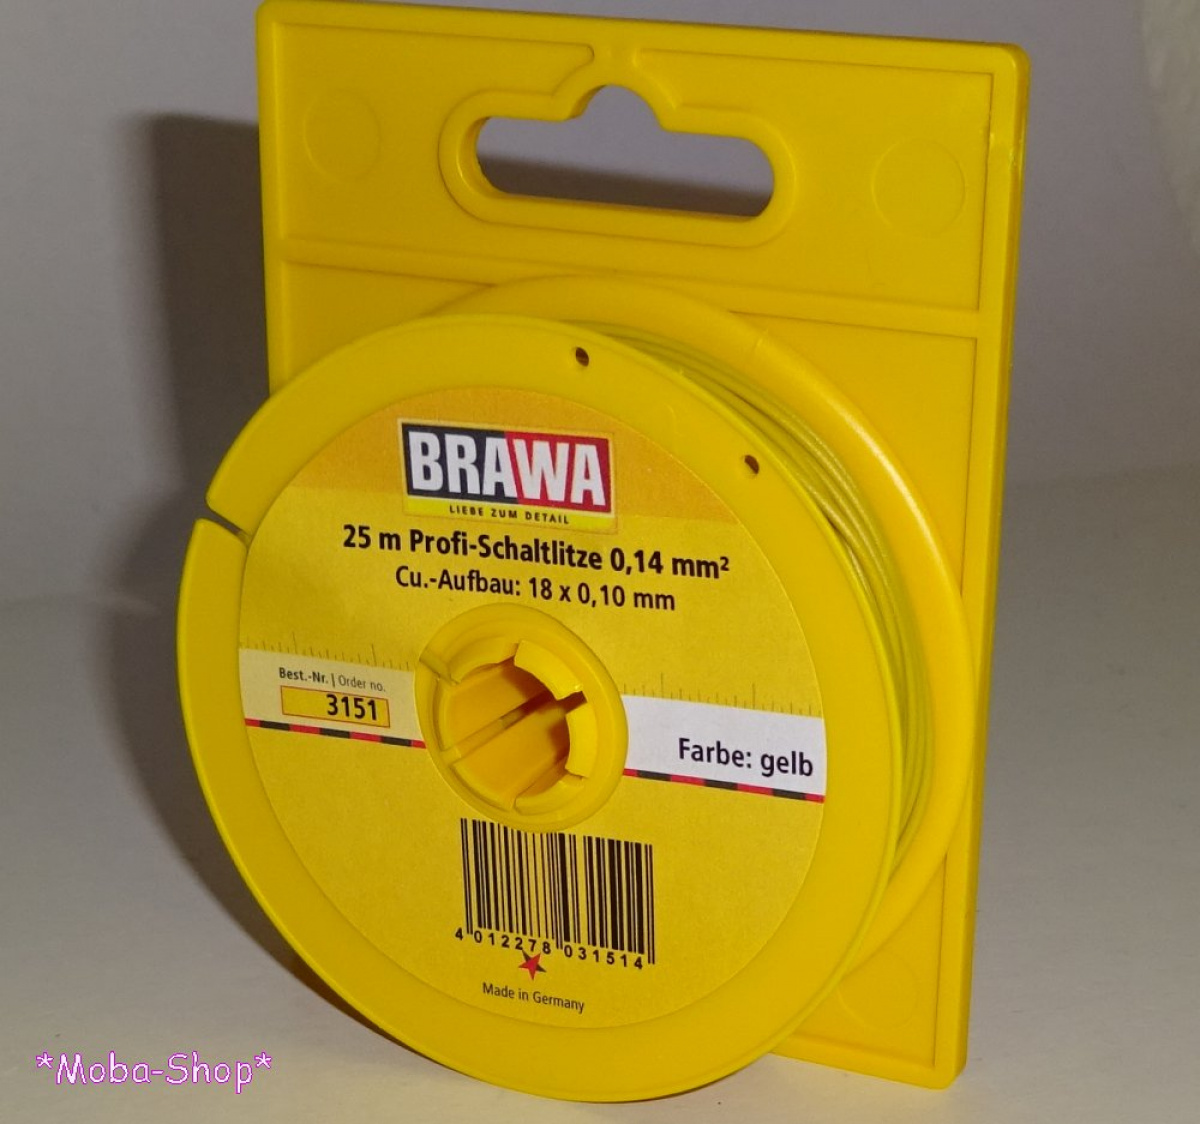 BRAWA
LIEBE ZUM DETAIL
25 m Profi-Schaltlitze 0,14 mm²
Cu.-Aufbau: 18 x 0,10 mm
Best.-Nr. | Order no.
3151
Farbe: gelb
4 012278 031514
Made in Germany
*Moba-Shop*